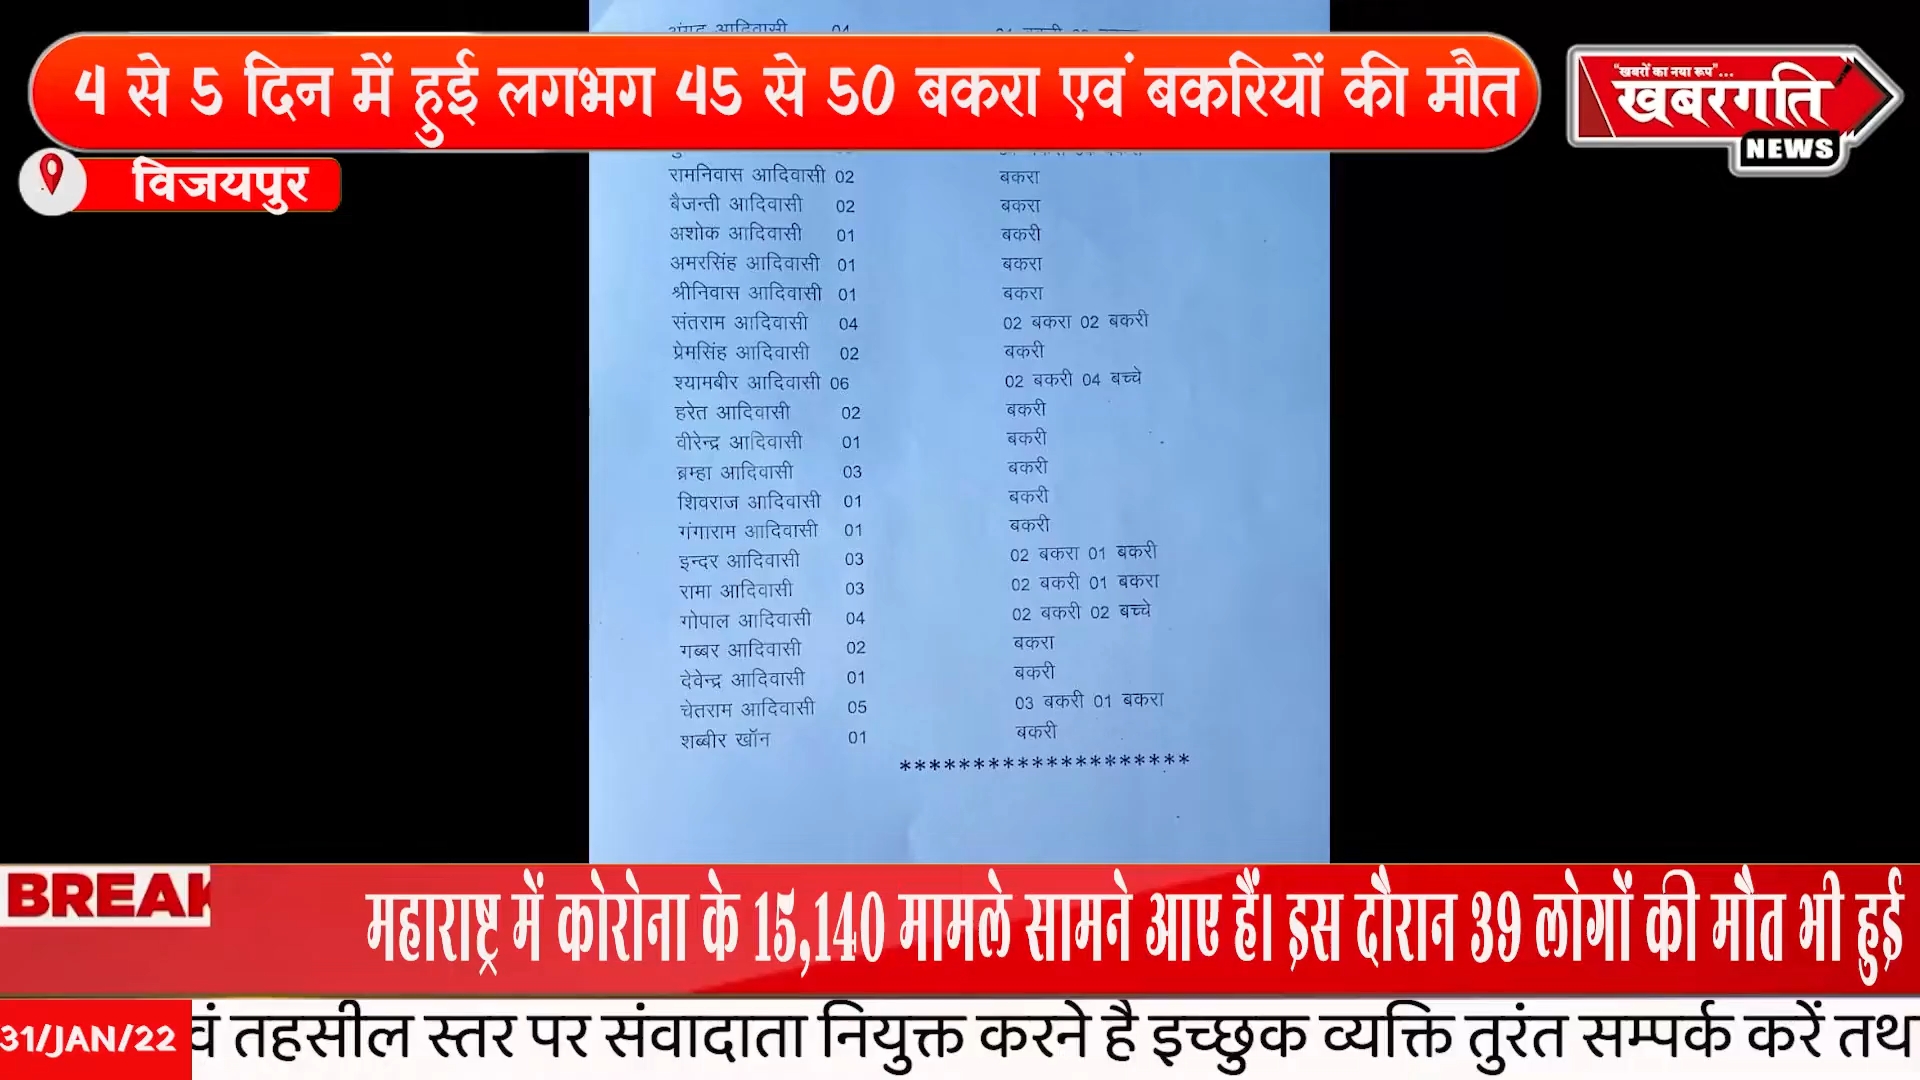 अंगद आदिवासी 04
4 से 5 दिन में हुई लगभग 45 से 50 बकरा एवं बकरियों की मौत
"खबरों का नया रूप"...
खबरगति
NEWS
विजयपुर
रामनिवास आदिवासी 02 बकरा
बैजन्ती आदिवासी 02 बकरा
अशोक आदिवासी 01 बकरी
अमरसिंह आदिवासी 01 बकरा
श्रीनिवास आदिवासी 01 बकरा
संतराम आदिवासी 04 02 बकरा 02 बकरी
प्रेमसिंह आदिवासी 02 बकरी
श्यामबीर आदिवासी 06 02 बकरी 04 बच्चे
हरेत आदिवासी 02 बकरी
वीरेन्द्र आदिवासी 01 बकरी
ब्रम्हा आदिवासी 03 बकरी
शिवराज आदिवासी 01 बकरी
गंगाराम आदिवासी 01 बकरी
इन्दर आदिवासी 03 02 बकरा 01 बकरी
रामा आदिवासी 03 02 बकरी 01 बकरा
गोपाल आदिवासी 04 02 बकरी 02 बच्चे
गब्बर आदिवासी 02 बकरा
देवेन्द्र आदिवासी 01 बकरी
चेतराम आदिवासी 05 03 बकरी 01 बकरा
शब्बीर खॉन 01 बकरी
********************
BREAK
महाराष्ट्र में कोरोना के 15,140 मामले सामने आए हैं। इस दौरान 39 लोगों की मौत भी हुई
31/JAN/22 वं तहसील स्तर पर संवादाता नियुक्त करने है इच्छुक व्यक्ति तुरंत सम्पर्क करें तथ